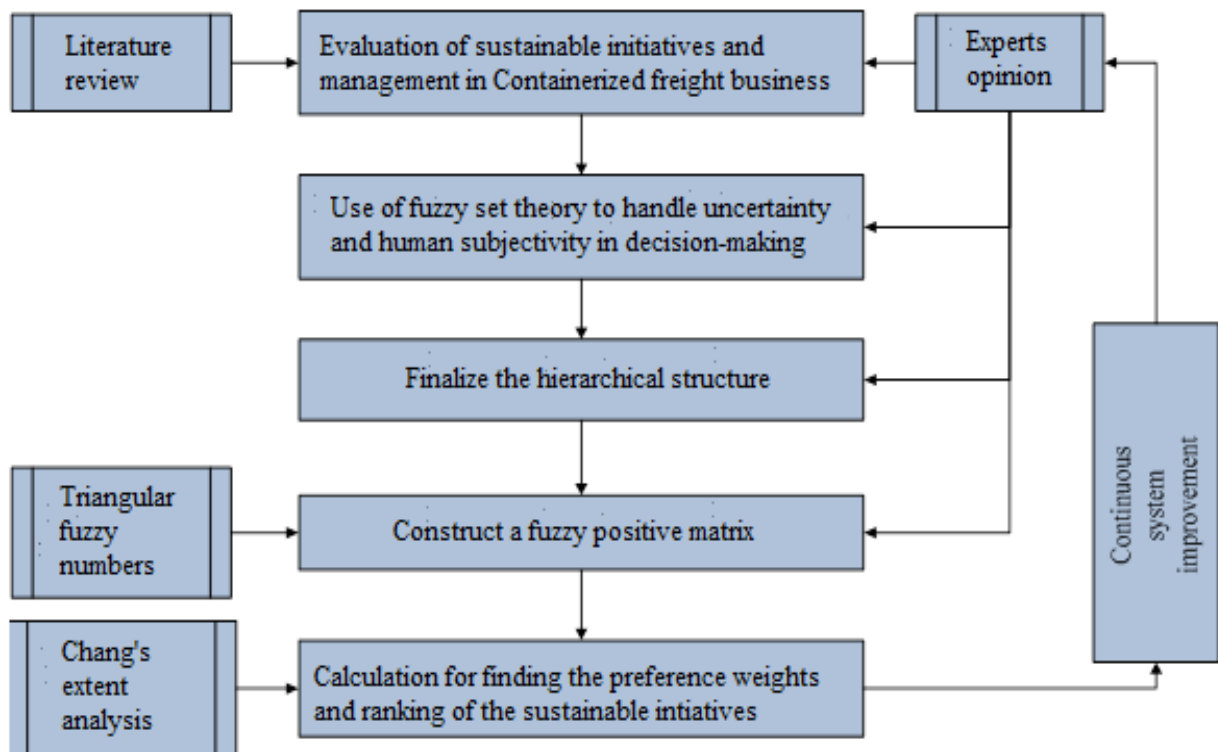 Literature
review
Evaluation of sustainable initiatives and
management in Containerized freight business
Experts
opinion
Use of fuzzy set theory to handle uncertainty
and human subjectivity in decision-making
Finalize the hierarchical structure
Triangular
fuzzy
numbers
Construct a fuzzy positive matrix
Continuous
system
improvement
Chang's
extent
analysis
Calculation for finding the preference weights
and ranking of the sustainable intiatives